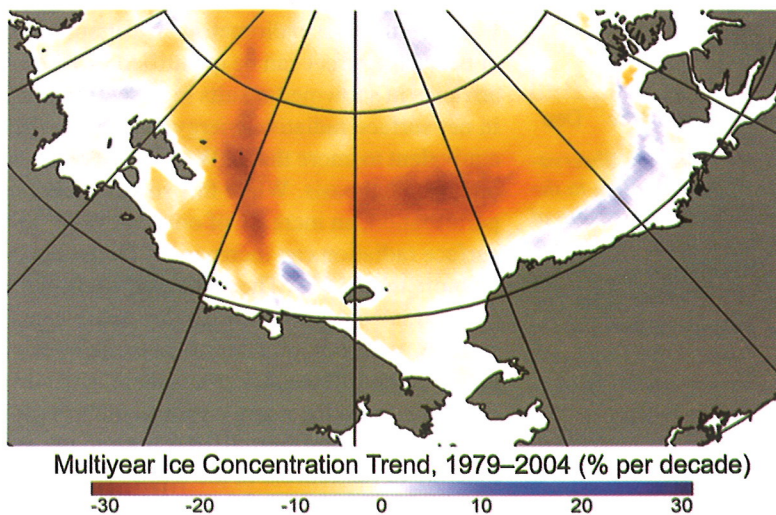 Multiyear Ice Concentration Trend, 1979–2004 (% per decade)
-30 -20 -10 0 10 20 30